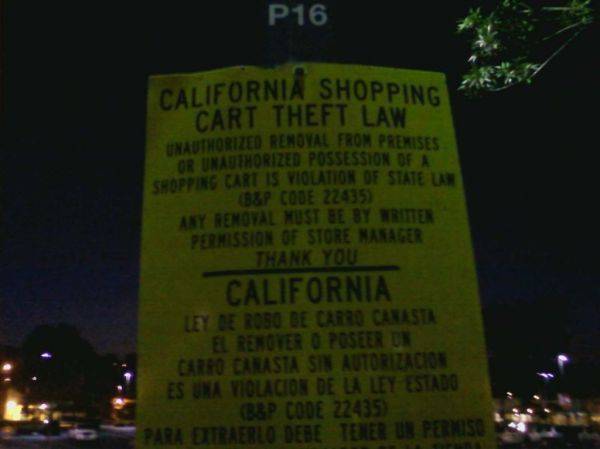 P16
CALIFORNIA SHOPPING
CART THEFT LAW
UNAUTHORIZED REMOVAL FROM PREMISES
OR UNAUTHORIZED POSSESSION OF A
SHOPPING CART IS VIOLATION OF STATE LAW
(B&P CODE 22435)
ANY REMOVAL MUST BE BY WRITTEN
PERMISSION OF STORE MANAGER
THANK YOU
CALIFORNIA
LEY DE ROBO DE CARRO CANASTA
EL REMOVER O POSEER UN
CARRO CANASTA SIN AUTORIZACION
ES UNA VIOLACION DE LA LEY ESTADO
(B&P CODE 22435)
PARA EXTRAERLO DEBE TENER UN PERMISO
DE LA TIENDA